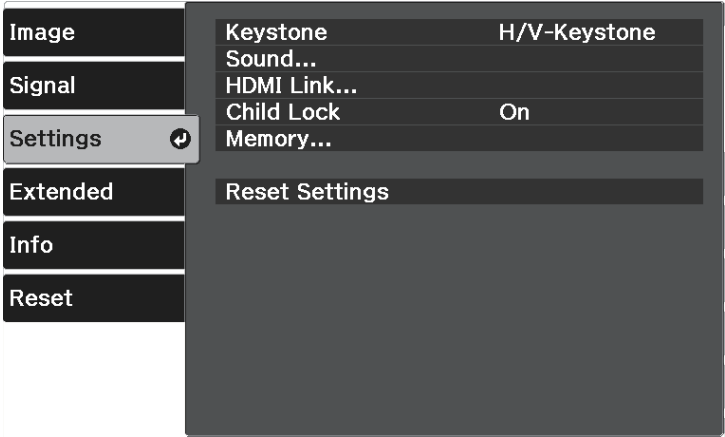 Image
Signal
Settings
Extended
Info
Reset
Keystone H/V-Keystone
Sound...
HDMI Link...
Child Lock On
Memory...
Reset Settings